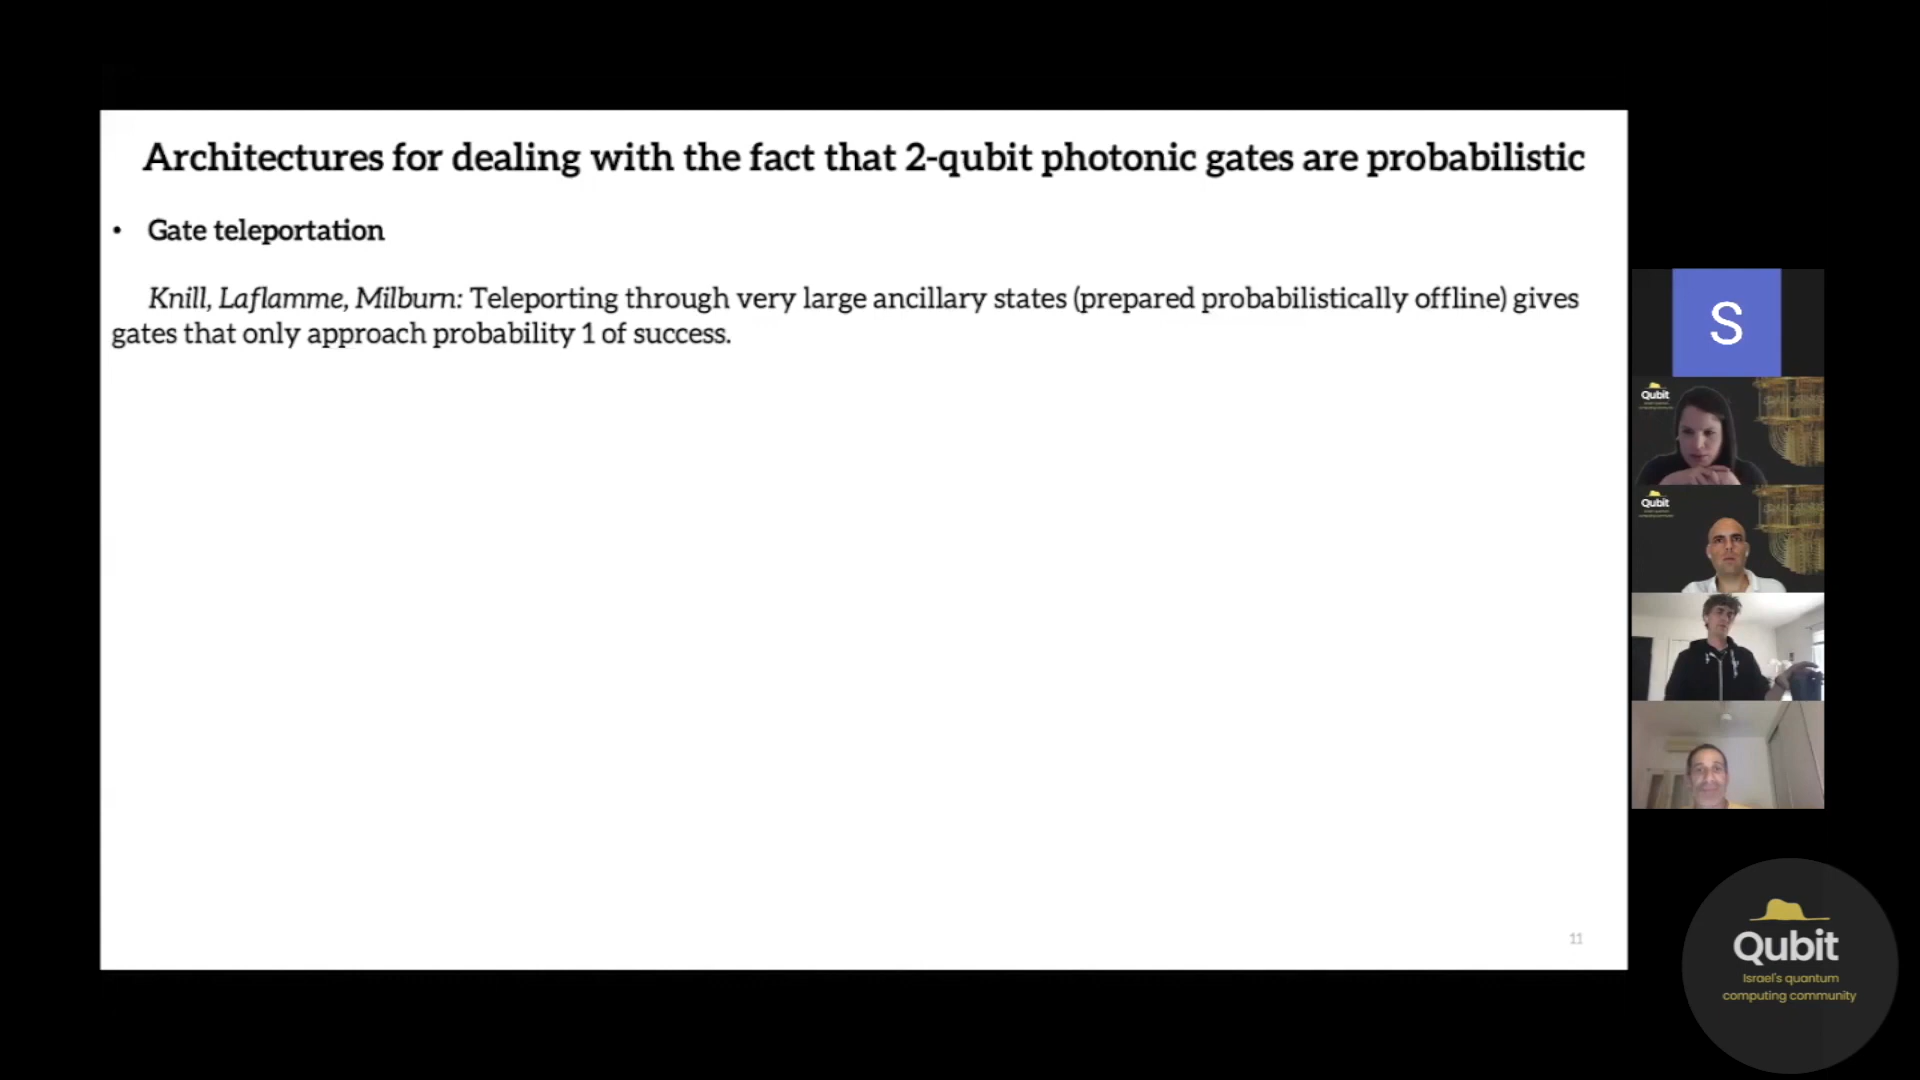 Architectures for dealing with the fact that 2-qubit photonic gates are probabilistic
• Gate teleportation
Knill, Laflamme, Milburn: Teleporting through very large ancillary states (prepared probabilistically offline) gives
gates that only approach probability 1 of success.
11
S
Qubit
Qubit
Qubit
Israel's quantum
computing community